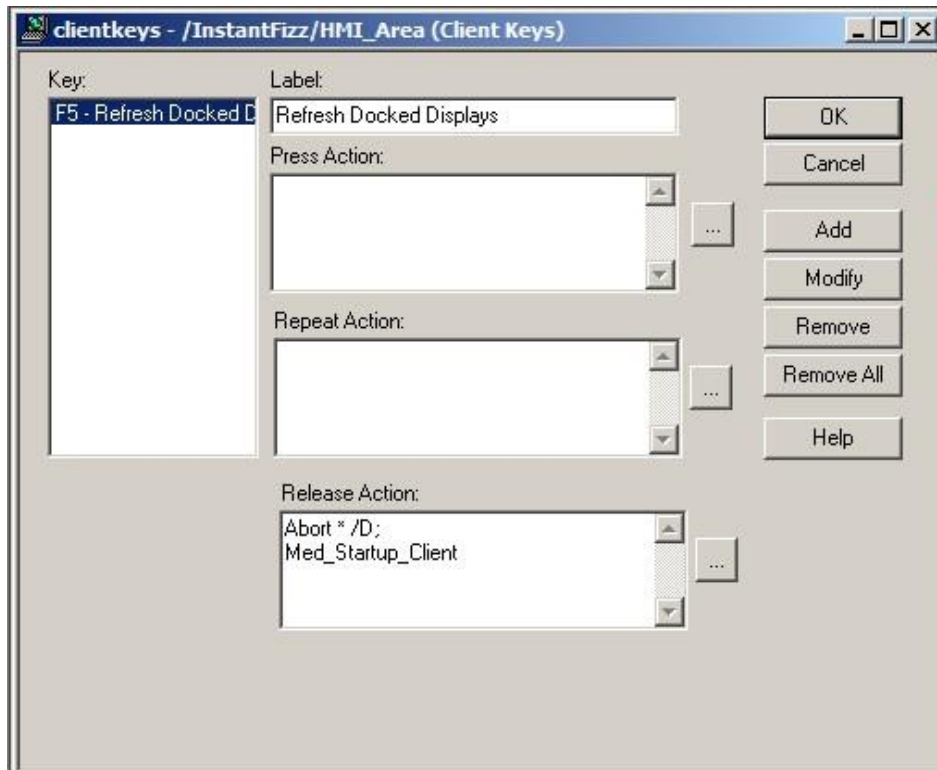 clientkeys - /InstantFizz/HMI_Area (Client Keys)
Key:
F5 - Refresh Docked D
Label:
Refresh Docked Displays
Press Action:
...
Repeat Action:
...
Release Action:
Abort * /D;
Med_Startup_Client
...
OK
Cancel
Add
Modify
Remove
Remove All
Help